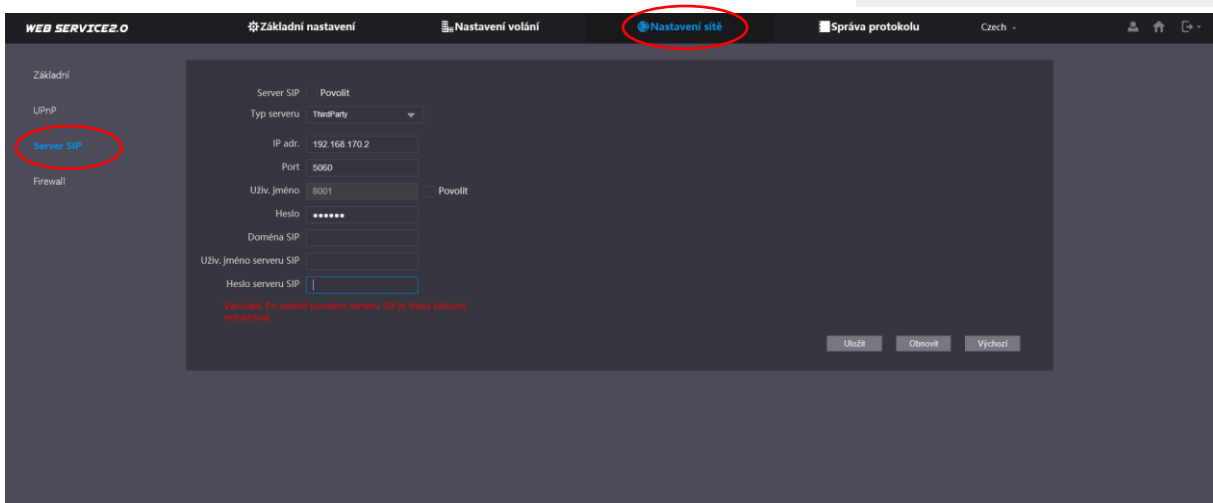 WEB SERVICE2.0 Základní nastavení Nastavení volání Nastavení sítě Správa protokolu Czech
Základní
UPnP
Server SIP
Firewall
Server SIP Povolit
Typ serveru ThirdParty
IP adr. 192.168.170.2
Port 5060
Uživ. jméno 8001 Povolit
Heslo ••••••
Doména SIP
Uživ. jméno serveru SIP
Heslo serveru SIP
Varování: Po změně povolení serveru SIP je třeba zařízení
restartovat.
Uložit Obnovit Výchozí